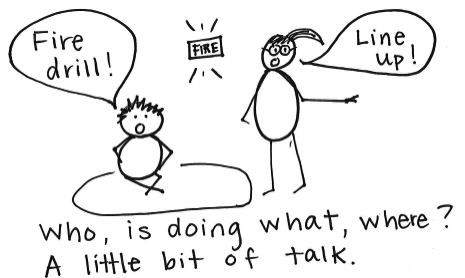 Fire
drill!
FIRE
Line
up!
Who, is doing what, where?
A little bit of talk.